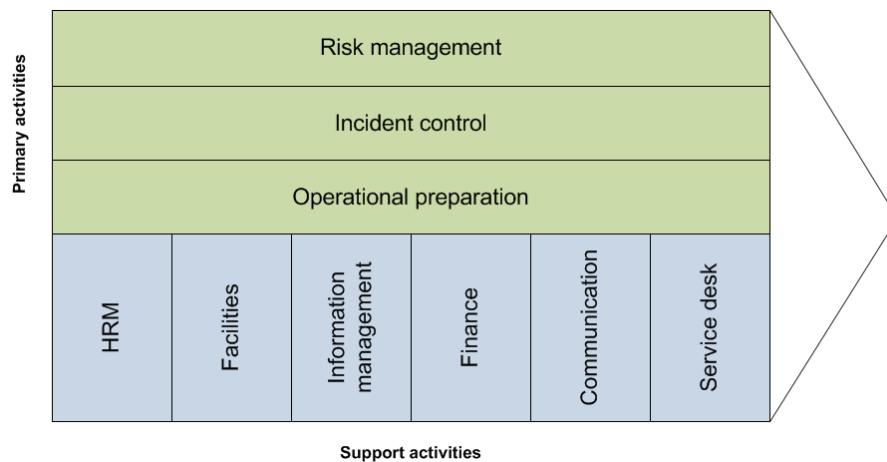 Primary activities
Risk management
Incident control
Operational preparation
HRM
Facilities
Information
management
Finance
Communication
Service desk
Support activities